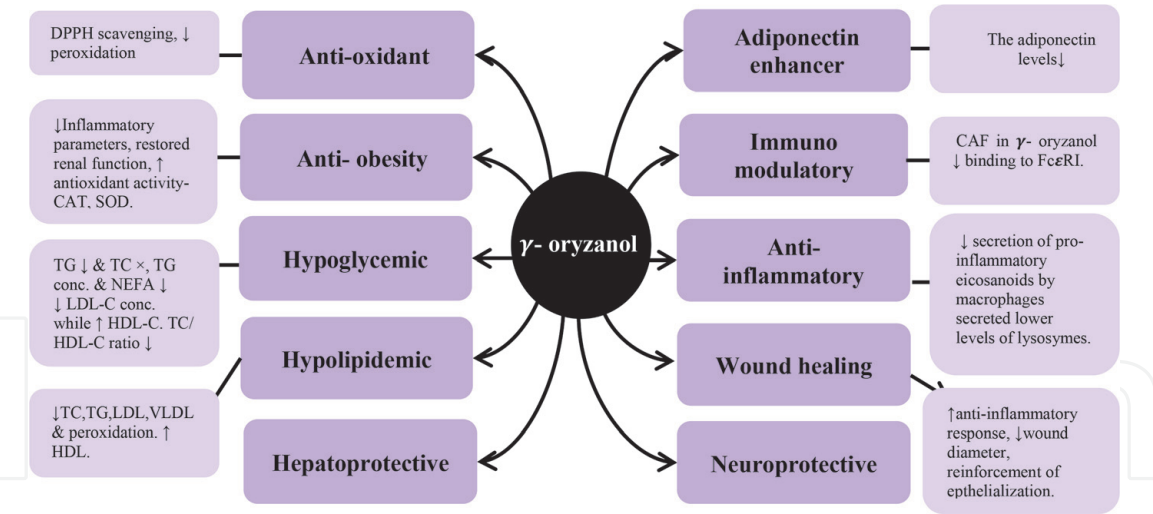 DPPH scavenging, ↓
peroxidation
Anti-oxidant
↓Inflammatory
parameters, restored
renal function, ↑
antioxidant activity-
CAT, SOD.
Anti- obesity
TG ↓ & TC ×, TG
conc. & NEFA ↓
↓ LDL-C conc.
while ↑ HDL-C. TC/
HDL-C ratio ↓
Hypoglycemic
↓TC,TG,LDL,VLDL
& peroxidation. ↑
HDL.
Hypolipidemic
Hepatoprotective
γ- oryzanol
Adiponectin
enhancer
The adiponectin
levels↓
Immuno
modulatory
CAF in γ- oryzanol
↓ binding to FcεRI.
Anti-
inflammatory
↓ secretion of pro-
inflammatory
eicosanoids by
macrophages
secreted lower
levels of lysosymes.
Wound healing
↑anti-inflammatory
response, ↓wound
diameter,
reinforcement of
epthelialization.
Neuroprotective